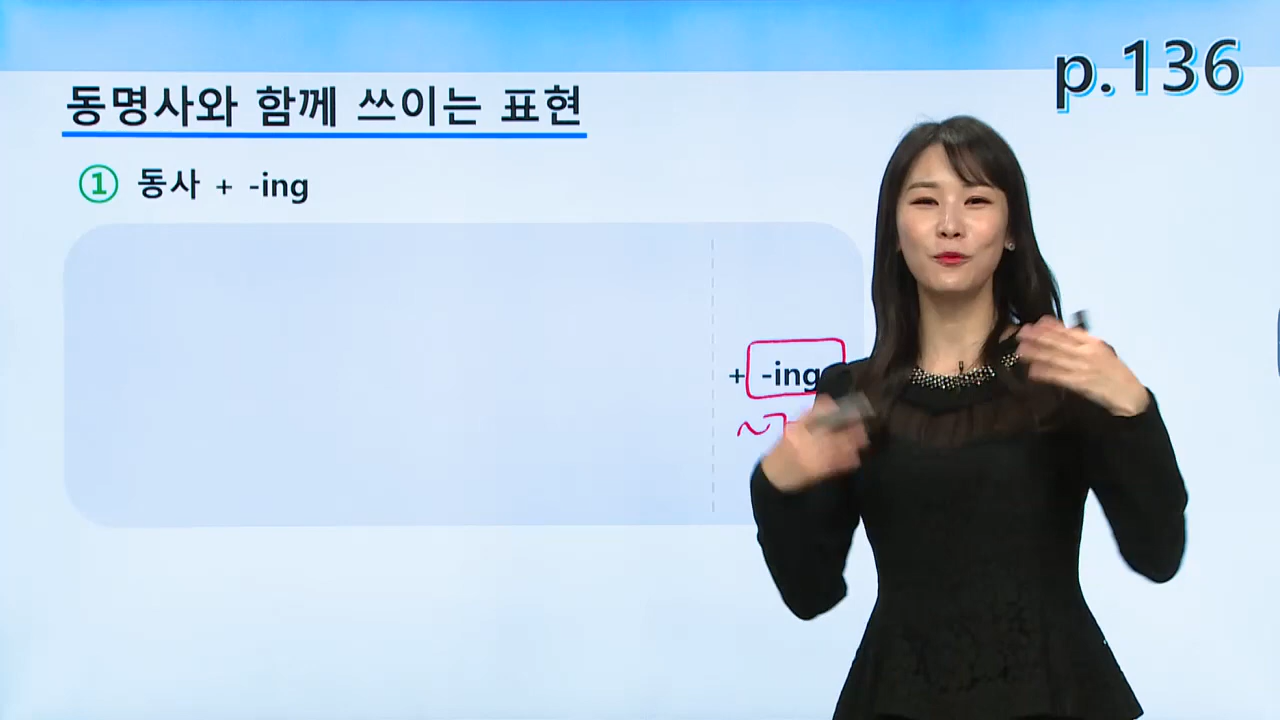 p.136
동명사와 함께 쓰이는 표현
① 동사 + -ing
+ -ing